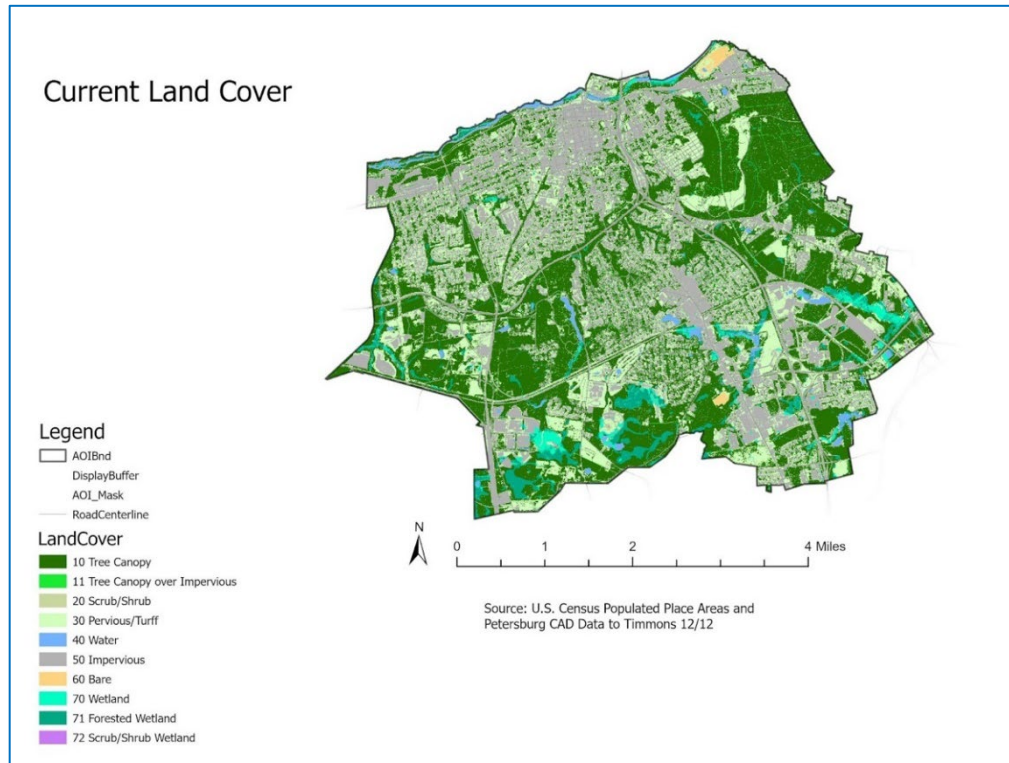 Current Land Cover
Legend
AOIBnd
DisplayBuffer
AOI_Mask
RoadCenterline
LandCover
10 Tree Canopy
11 Tree Canopy over Impervious
20 Scrub/Shrub
30 Pervious/Turff
40 Water
50 Impervious
60 Bare
70 Wetland
71 Forested Wetland
72 Scrub/Shrub Wetland
N
0 1 2 4 Miles
Source: U.S. Census Populated Place Areas and
Petersburg CAD Data to Timmons 12/12